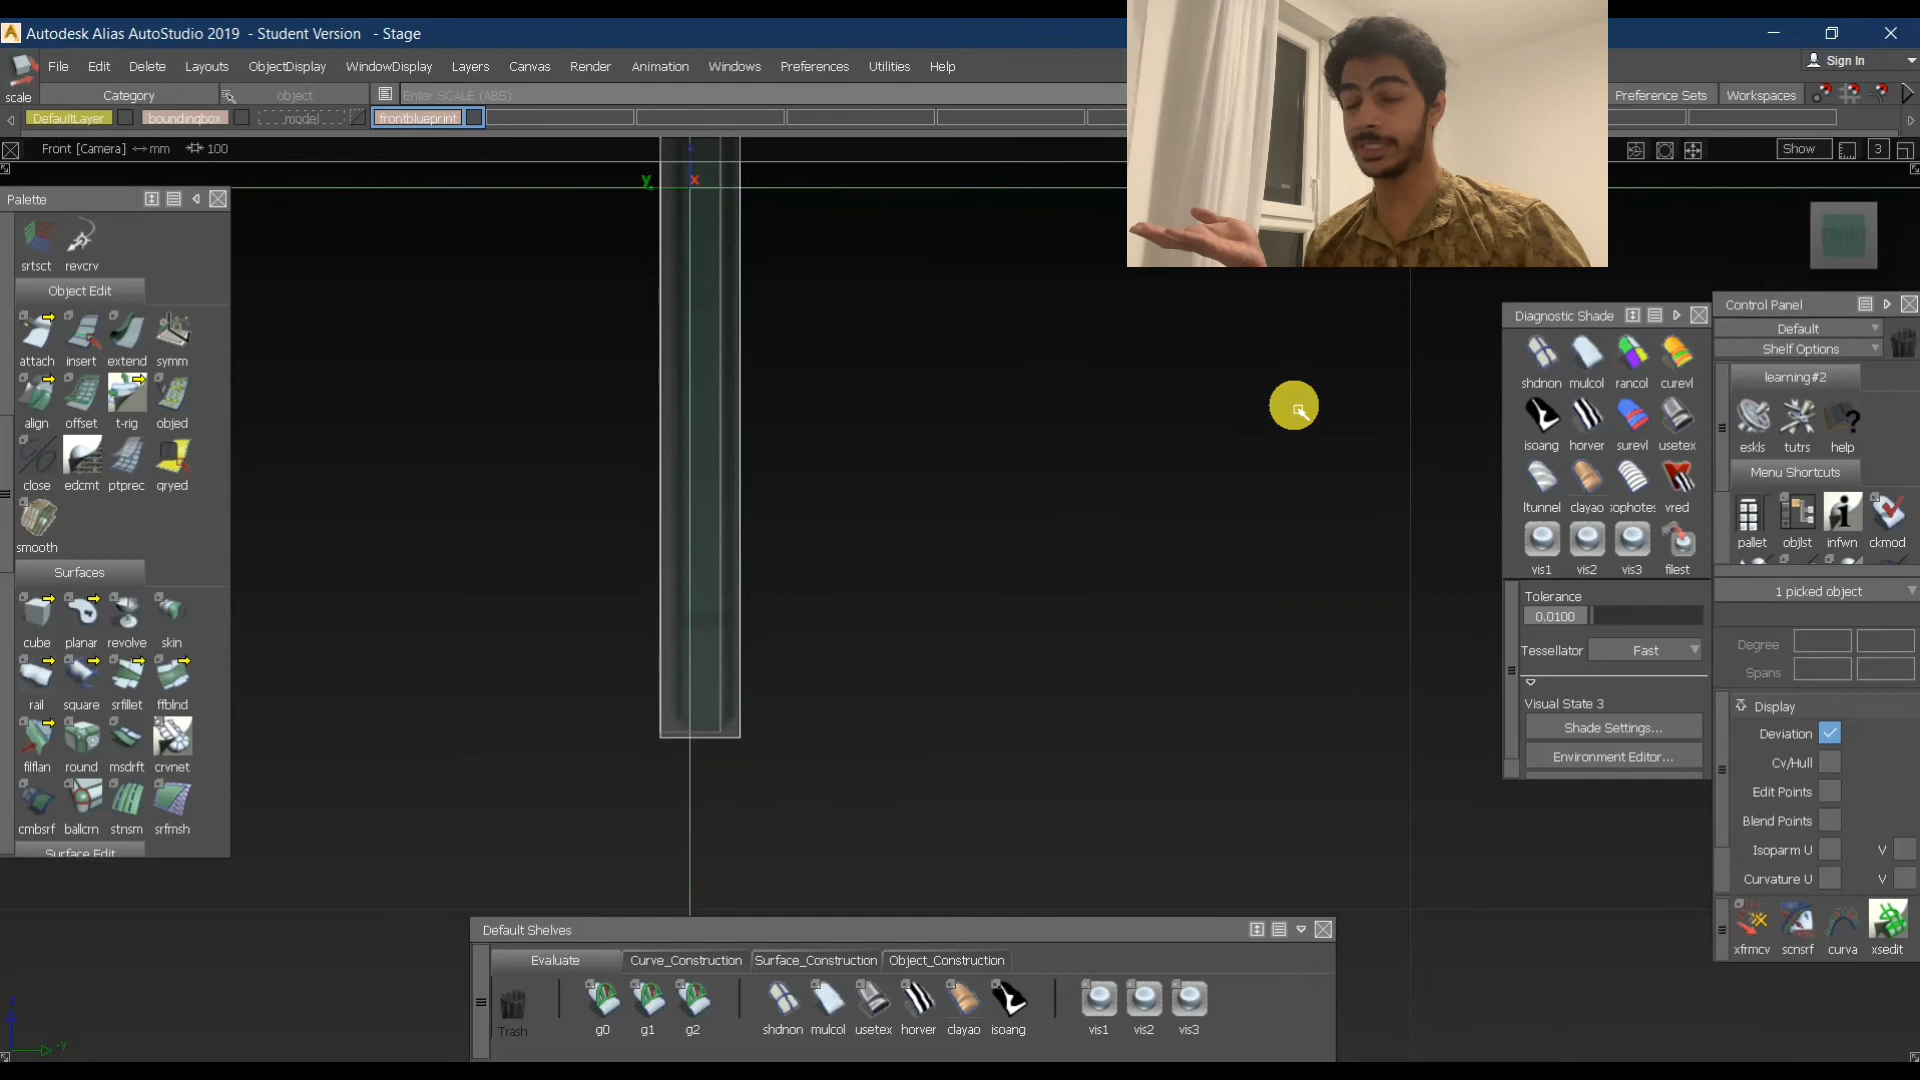 Autodesk Alias AutoStudio 2019 - Student Version - Stage
File Edit Delete Layouts ObjectDisplay WindowDisplay Layers Canvas Render Animation Windows Preferences Utilities Help
Sign In
scale
Category
object
Enter SCALE (ABS):
Preference Sets
Workspaces
DefaultLayer
boundingbox
model
frontblueprint
Front [Camera] mm 100
Show
3
y x
Palette
srtsct revcrv
Object Edit
attach insert extend symm
align offset t-rig objed
close edcmt ptprec qryed
smooth
Surfaces
cube planar revolve skin
rail square srfillet ffblnd
filflan round msdrft crvnet
cmbsrf ballcrn stnsm srfmsh
Surface Edit
Diagnostic Shade
shdnon mulcol rancol curevl
isoang horver surevl usetex
ltunnel clayao sophotes vred
vis1 vis2 vis3 filest
Tolerance
0.0100
Tessellator Fast
Visual State 3
Shade Settings...
Environment Editor...
Control Panel
Default
Shelf Options
learning#2
eskls tutrs help
Menu Shortcuts
pallet objlst infwn ckmod
1 picked object
Degree
Spans
Display
Deviation
Cv/Hull
Edit Points
Blend Points
Isoparm U V
Curvature U V
xfrmcv scnsrf curva xsedit
Default Shelves
Evaluate Curve_Construction Surface_Construction Object_Construction
Trash g0 g1 g2 shdnon mulcol usetex horver clayao isoang vis1 vis2 vis3